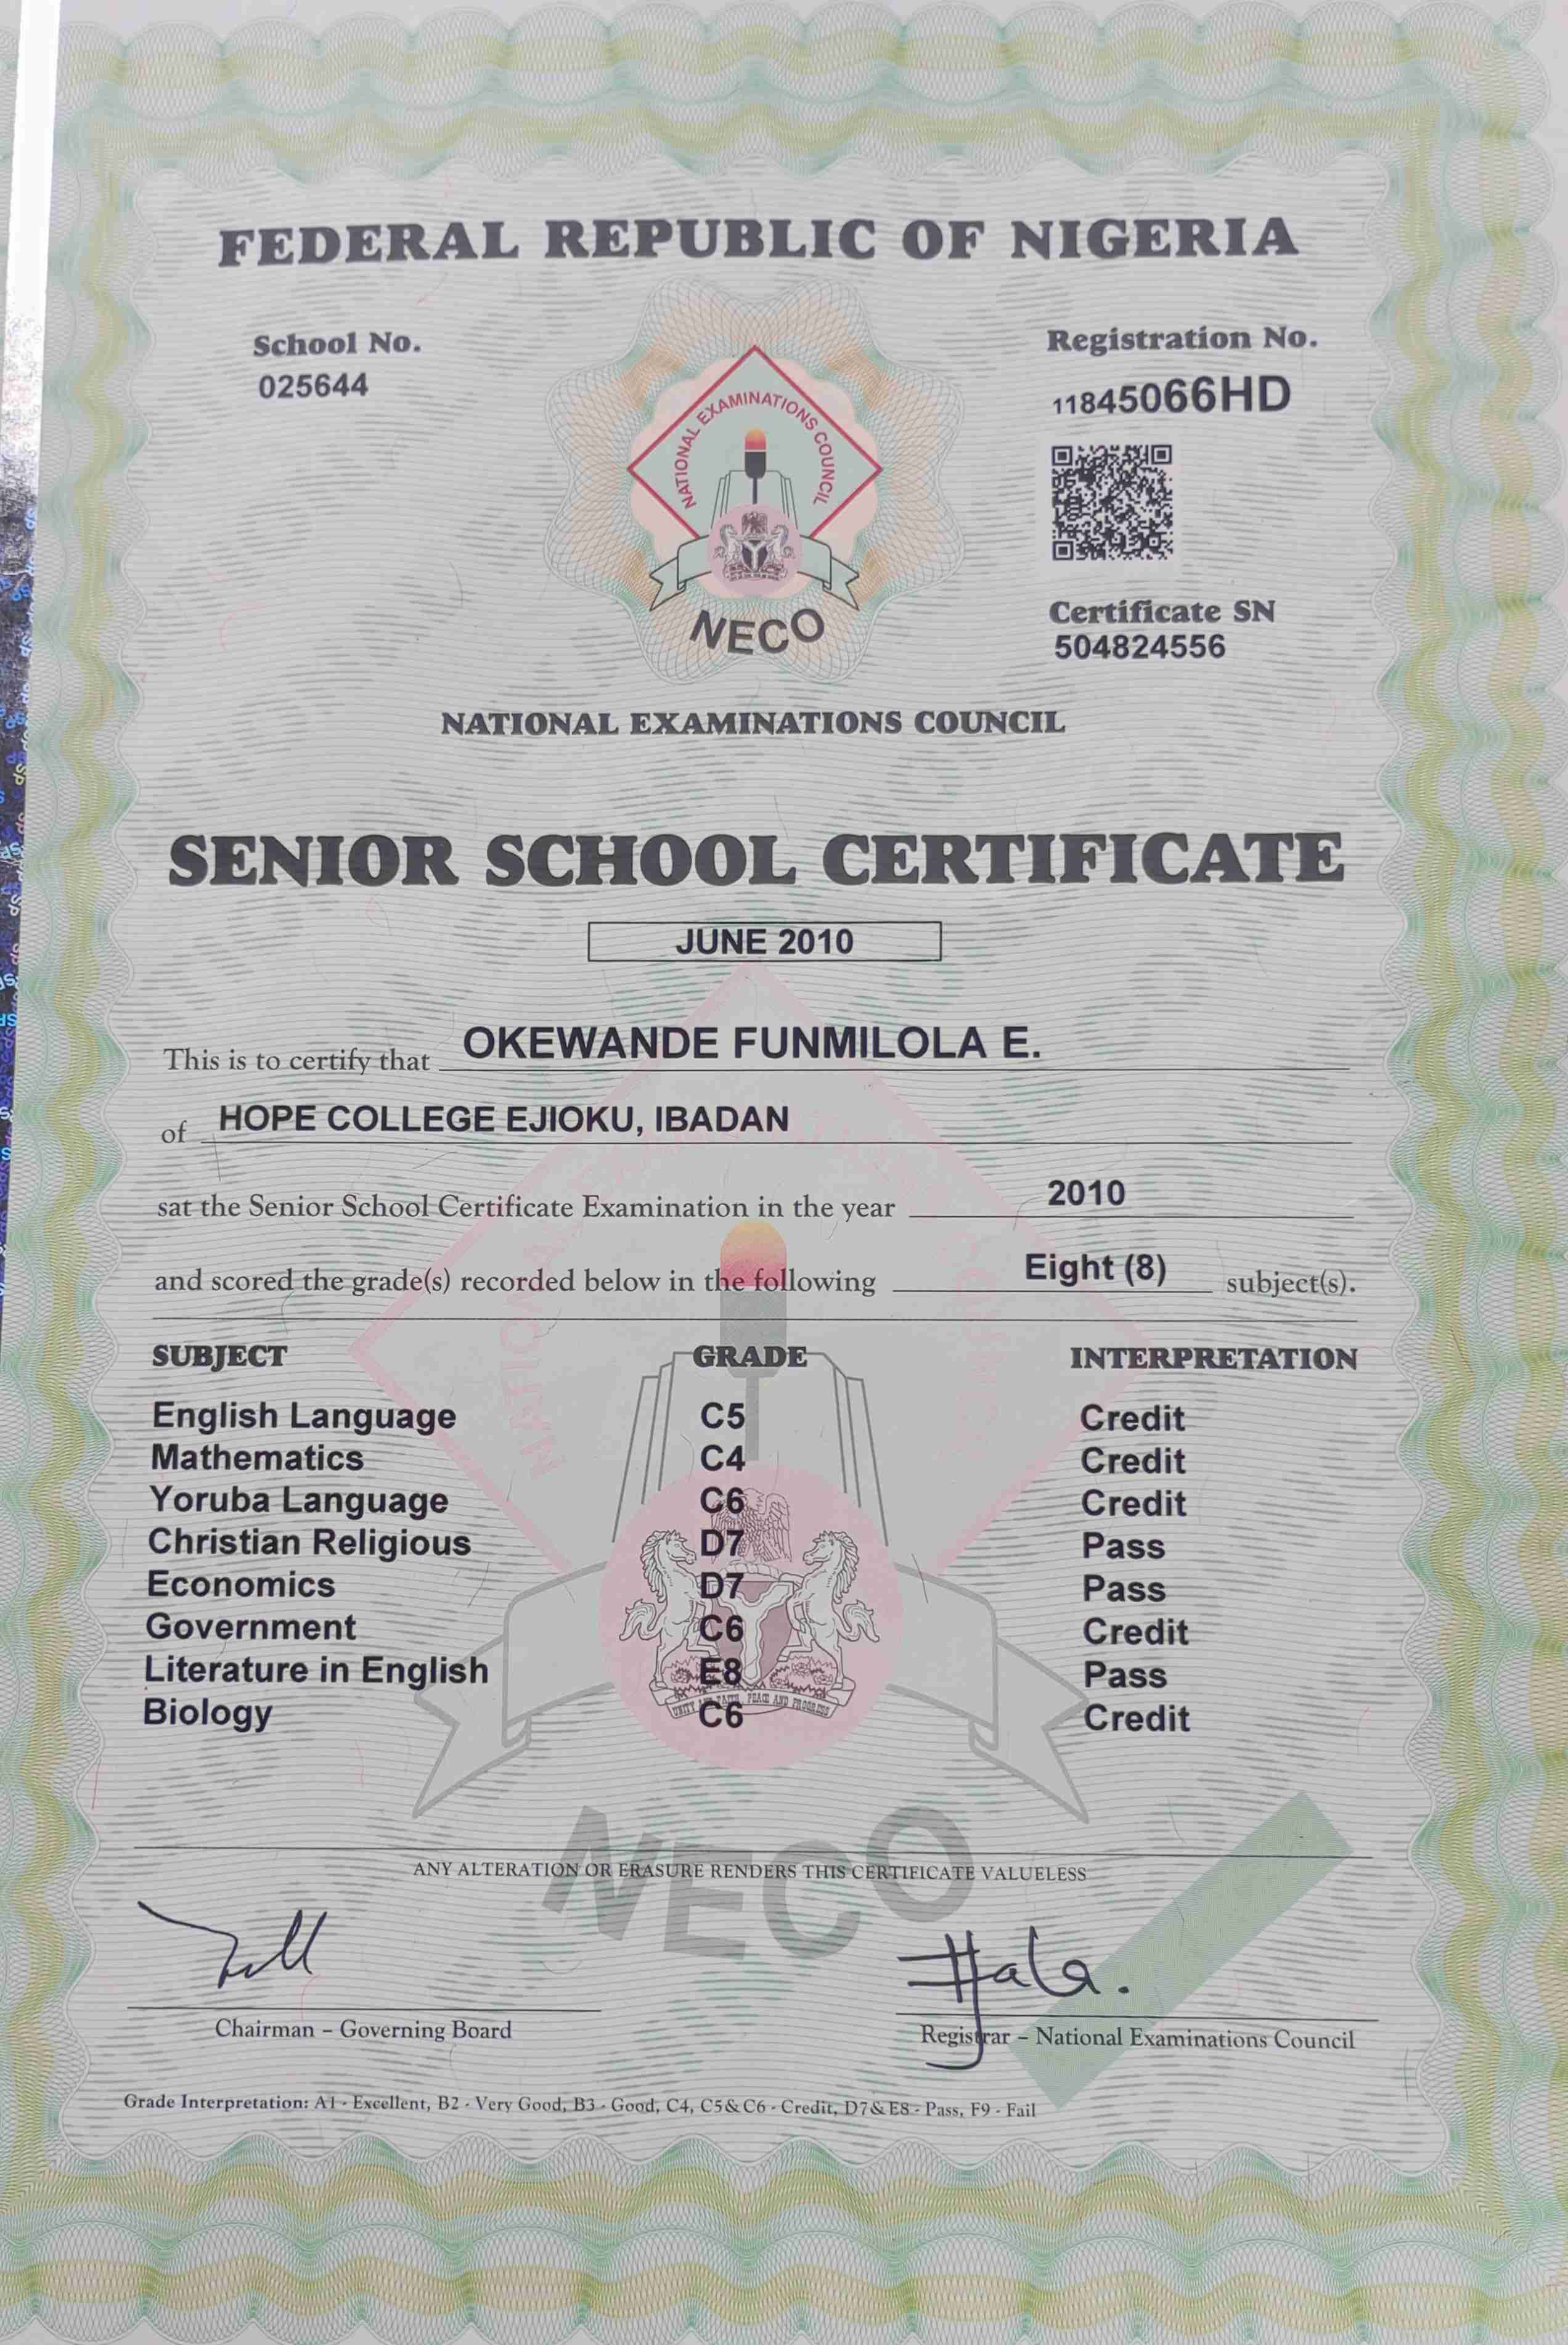 FEDERAL REPUBLIC OF NIGERIA
School No.
025644
Registration No.
11845066HD
NATIONAL EXAMINATIONS COUNCIL
NECO
Certificate SN
504824556
NATIONAL EXAMINATIONS COUNCIL
SENIOR SCHOOL CERTIFICATE
JUNE 2010
This is to certify that OKEWANDE FUNMILOLA E.
of HOPE COLLEGE EJIOKU, IBADAN
sat the Senior School Certificate Examination in the year 2010
and scored the grade(s) recorded below in the following Eight (8) subject(s).
SUBJECT GRADE INTERPRETATION
English Language C5 Credit
Mathematics C4 Credit
Yoruba Language C6 Credit
Christian Religious D7 Pass
Economics D7 Pass
Government C6 Credit
Literature in English E8 Pass
Biology C6 Credit
NECO
ANY ALTERATION OR ERASURE RENDERS THIS CERTIFICATE VALUELESS
Chairman – Governing Board
Registrar – National Examinations Council
Grade Interpretation: A1 - Excellent, B2 - Very Good, B3 - Good, C4, C5 & C6 - Credit, D7 & E8 - Pass, F9 - Fail